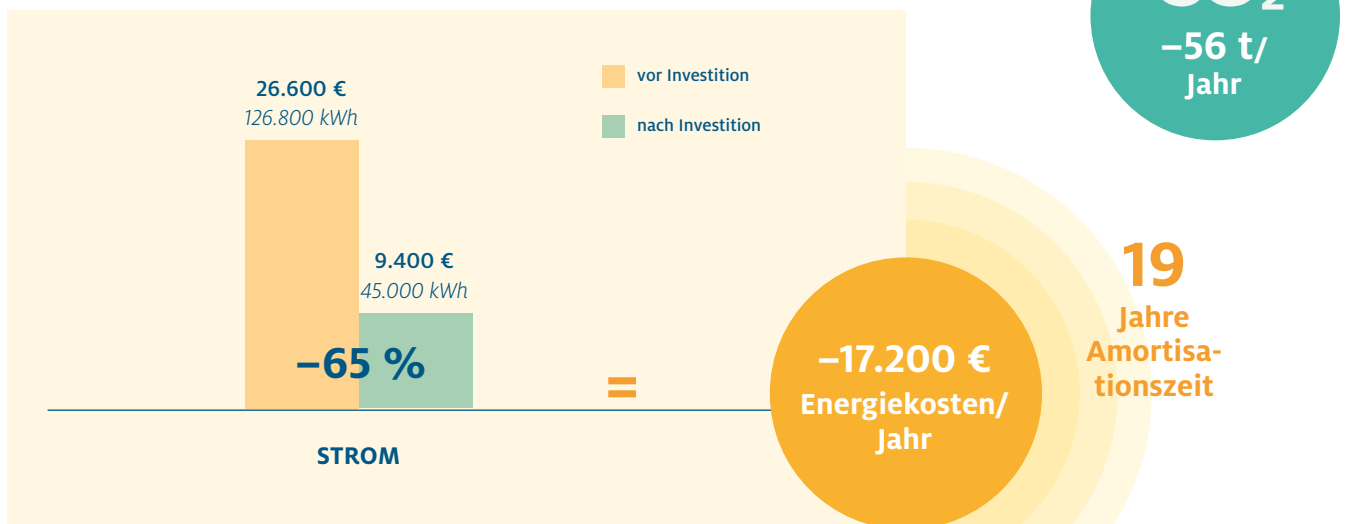 CO₂
–56 t/
Jahr
26.600 €
126.800 kWh
vor Investition
nach Investition
9.400 €
45.000 kWh
–65 %
=
STROM
–17.200 €
Energiekosten/
Jahr
19
Jahre
Amortisa-
tionszeit